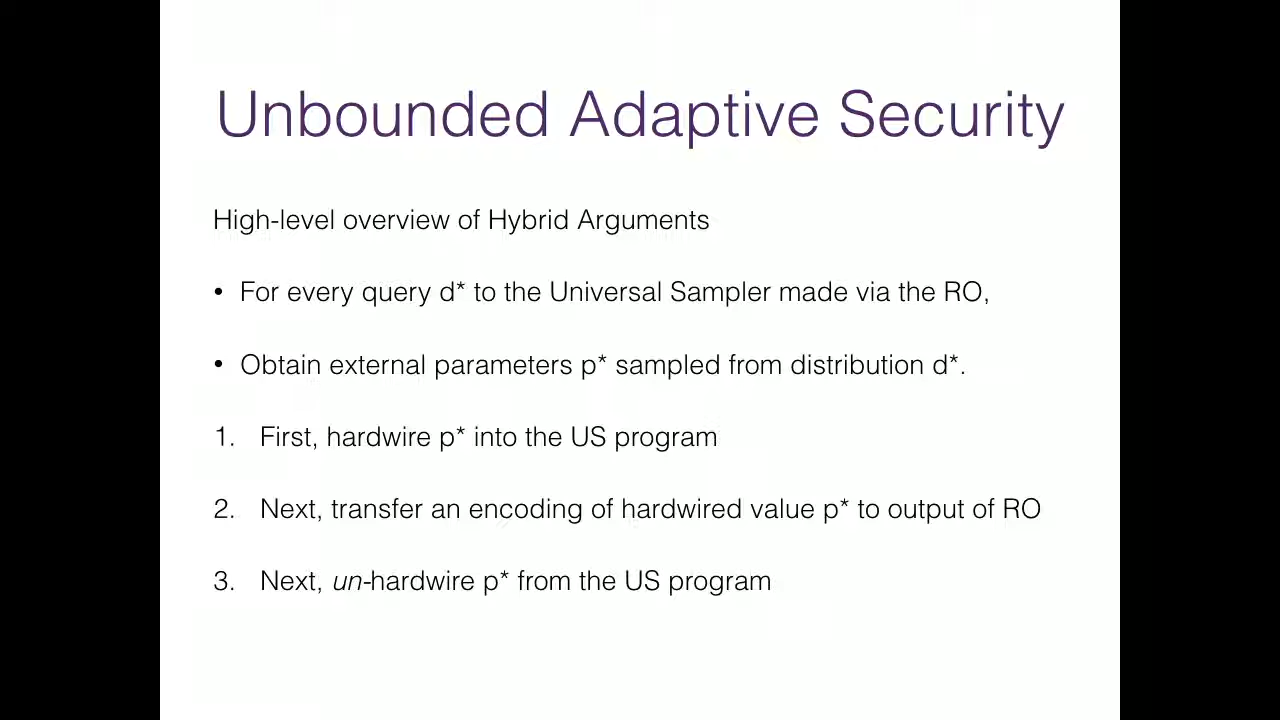 Unbounded Adaptive Security
High-level overview of Hybrid Arguments
• For every query d* to the Universal Sampler made via the RO,
• Obtain external parameters p* sampled from distribution d*.
1. First, hardwire p* into the US program
2. Next, transfer an encoding of hardwired value p* to output of RO
3. Next, un-hardwire p* from the US program